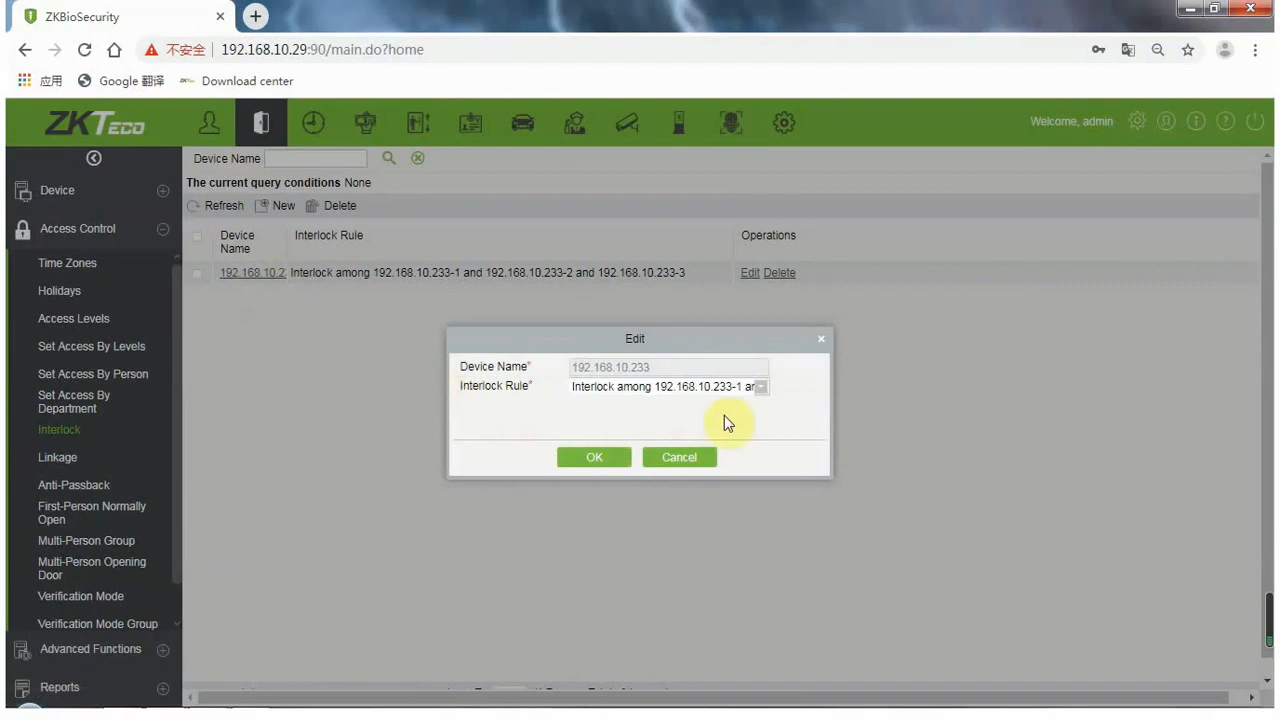 ZKBioSecurity
不安全 192.168.10.29:90/main.do?home
应用 Google 翻译 ZKTeco Download center
ZKTECO
Welcome, admin
Device Name
The current query conditions None
Refresh New Delete
Device Name
Interlock Rule
Operations
192.168.10.2 Interlock among 192.168.10.233-1 and 192.168.10.233-2 and 192.168.10.233-3 Edit Delete
Device
Access Control
Time Zones
Holidays
Access Levels
Set Access By Levels
Set Access By Person
Set Access By
Department
Interlock
Linkage
Anti-Passback
First-Person Normally
Open
Multi-Person Group
Multi-Person Opening
Door
Verification Mode
Verification Mode Group
Advanced Functions
Reports
Edit
Device Name* 192.168.10.233
Interlock Rule* Interlock among 192.168.10.233-1 ar
OK Cancel